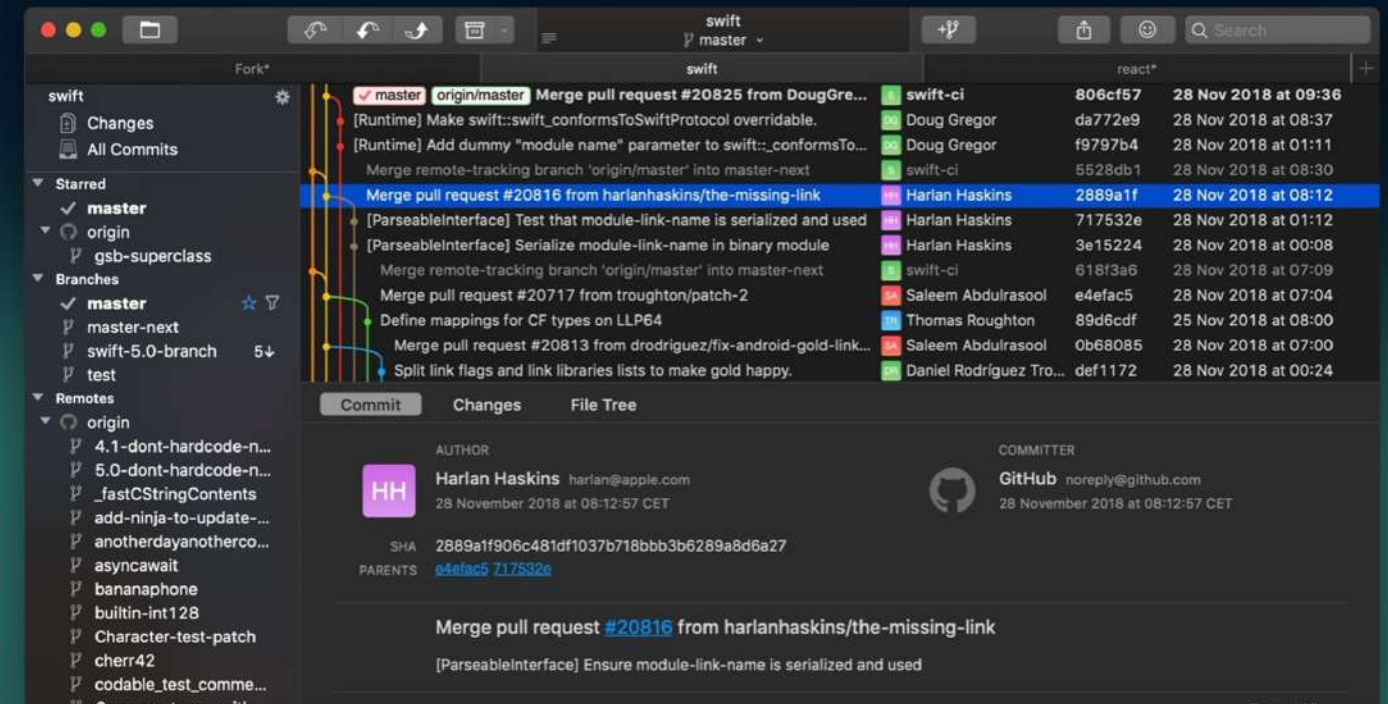 swift
master
Search
Fork*
swift
react*
swift
Changes
All Commits
Starred
master
origin
gsb-superclass
Branches
master
master-next
swift-5.0-branch 5↓
test
Remotes
origin
4.1-dont-hardcode-n...
5.0-dont-hardcode-n...
_fastCStringContents
add-ninja-to-update-...
anotherdayanotherco...
asyncawait
bananaphone
builtin-int128
Character-test-patch
cherr42
codable_test_comme...
master origin/master Merge pull request #20825 from DougGre... S swift-ci 806cf57 28 Nov 2018 at 09:36
[Runtime] Make swift::swift_conformsToSwiftProtocol overridable. DG Doug Gregor da772e9 28 Nov 2018 at 08:37
[Runtime] Add dummy "module name" parameter to swift::_conformsTo... DG Doug Gregor f9797b4 28 Nov 2018 at 01:11
Merge remote-tracking branch 'origin/master' into master-next S swift-ci 5528db1 28 Nov 2018 at 08:30
Merge pull request #20816 from harlanhaskins/the-missing-link HH Harlan Haskins 2889a1f 28 Nov 2018 at 08:12
[ParseableInterface] Test that module-link-name is serialized and used HH Harlan Haskins 717532e 28 Nov 2018 at 01:12
[ParseableInterface] Serialize module-link-name in binary module HH Harlan Haskins 3e15224 28 Nov 2018 at 00:08
Merge remote-tracking branch 'origin/master' into master-next S swift-ci 618f3a6 28 Nov 2018 at 07:09
Merge pull request #20717 from troughton/patch-2 SA Saleem Abdulrasool e4efac5 28 Nov 2018 at 07:04
Define mappings for CF types on LLP64 TR Thomas Roughton 89d6cdf 25 Nov 2018 at 08:00
Merge pull request #20813 from drodriguez/fix-android-gold-link... SA Saleem Abdulrasool 0b68085 28 Nov 2018 at 07:00
Split link flags and link libraries lists to make gold happy. DR Daniel Rodríguez Tro... def1172 28 Nov 2018 at 00:24
Commit Changes File Tree
AUTHOR
HH
Harlan Haskins harlan@apple.com
28 November 2018 at 08:12:57 CET
COMMITTER
GitHub noreply@github.com
28 November 2018 at 08:12:57 CET
SHA 2889a1f906c481df1037b718bbb3b6289a8d6a27
PARENTS e4efac5 717532e
Merge pull request #20816 from harlanhaskins/the-missing-link
[ParseableInterface] Ensure module-link-name is serialized and used